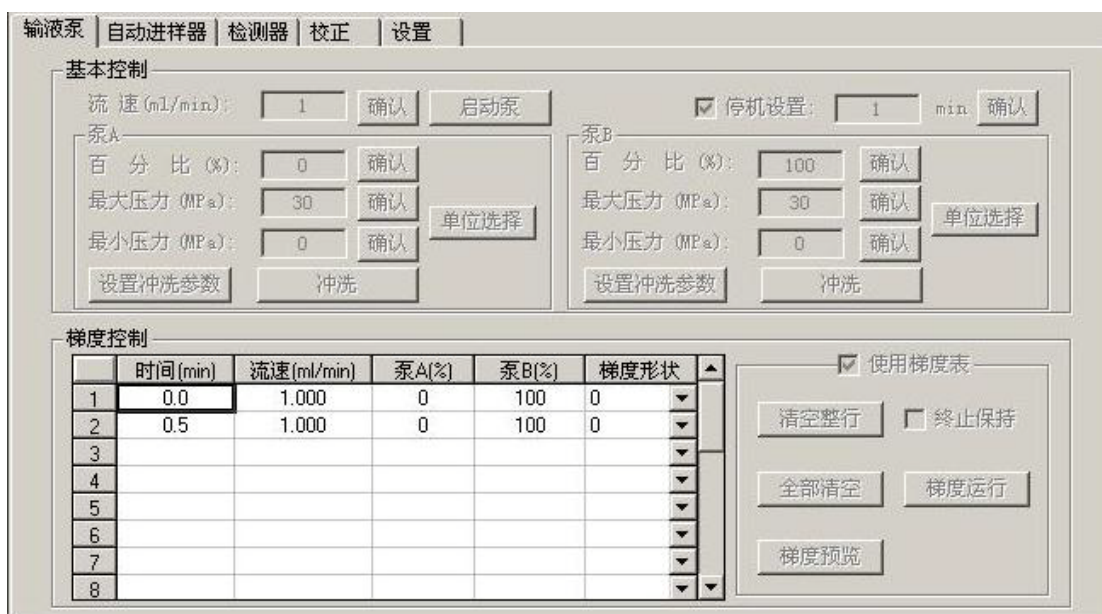 输液泵 自动进样器 检测器 校正 设置
基本控制
流 速(ml/min): 1 确认 启动泵 停机设置: 1 min 确认
泵A 泵B
百 分 比 (%): 0 确认 百 分 比 (%): 100 确认
最大压力 (MPa): 30 确认 单位选择 最大压力 (MPa): 30 确认 单位选择
最小压力 (MPa): 0 确认 最小压力 (MPa): 0 确认
设置冲洗参数 冲洗 设置冲洗参数 冲洗
梯度控制
时间(min) 流速(ml/min) 泵A(%) 泵B(%) 梯度形状 使用梯度表
1 0.0 1.000 0 100 0
2 0.5 1.000 0 100 0 清空整行 终止保持
3
4 全部清空 梯度运行
5
6
7 梯度预览
8